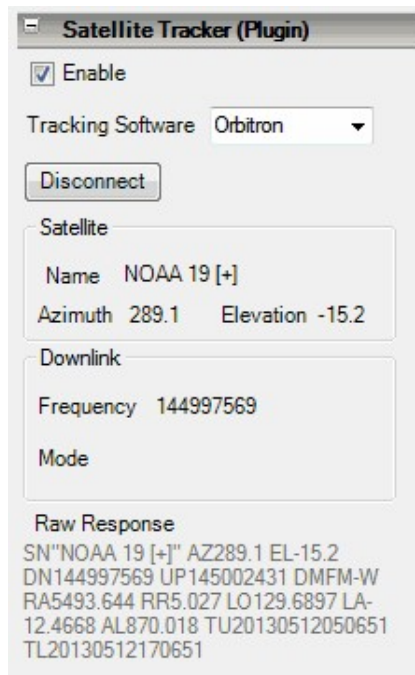 Satellite Tracker (Plugin)
Enable
Tracking Software Orbitron
Disconnect
Satellite
Name NOAA 19 [+]
Azimuth 289.1 Elevation -15.2
Downlink
Frequency 144997569
Mode
Raw Response
SN"NOAA 19 [+]" AZ289.1 EL-15.2
DN144997569 UP145002431 DMFM-W
RA5493.644 RR5.027 LO129.6897 LA-
12.4668 AL870.018 TU20130512050651
TL20130512170651